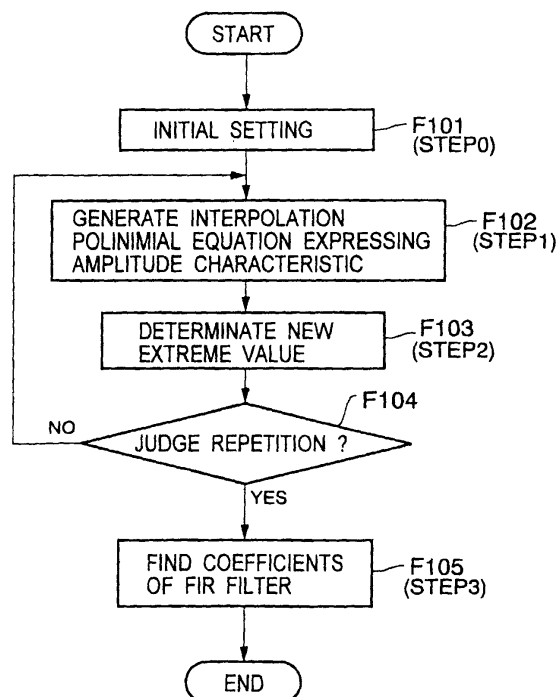 START
INITIAL SETTING
F101
(STEP0)
GENERATE INTERPOLATION
POLINIMIAL EQUATION EXPRESSING
AMPLITUDE CHARACTERISTIC
F102
(STEP1)
DETERMINATE NEW
EXTREME VALUE
F103
(STEP2)
F104
NO
JUDGE REPETITION ?
YES
FIND COEFFICIENTS
OF FIR FILTER
F105
(STEP3)
END